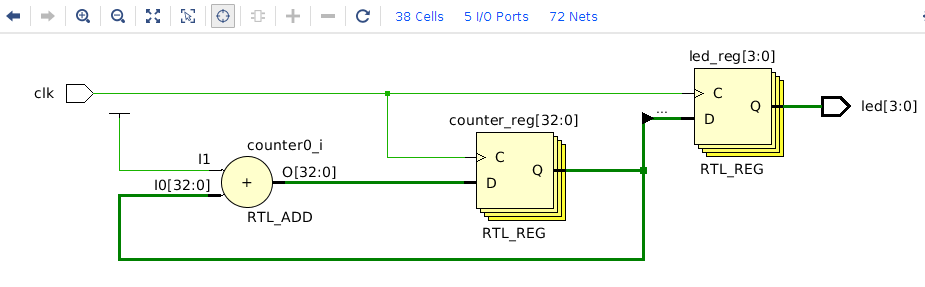 38 Cells 5 I/O Ports 72 Nets
led_reg[3:0]
clk
C
Q
led[3:0]
...
D
counter_reg[32:0]
counter0_i
C
I1
O[32:0]
Q
RTL_REG
I0[32:0]
+
D
RTL_ADD
RTL_REG